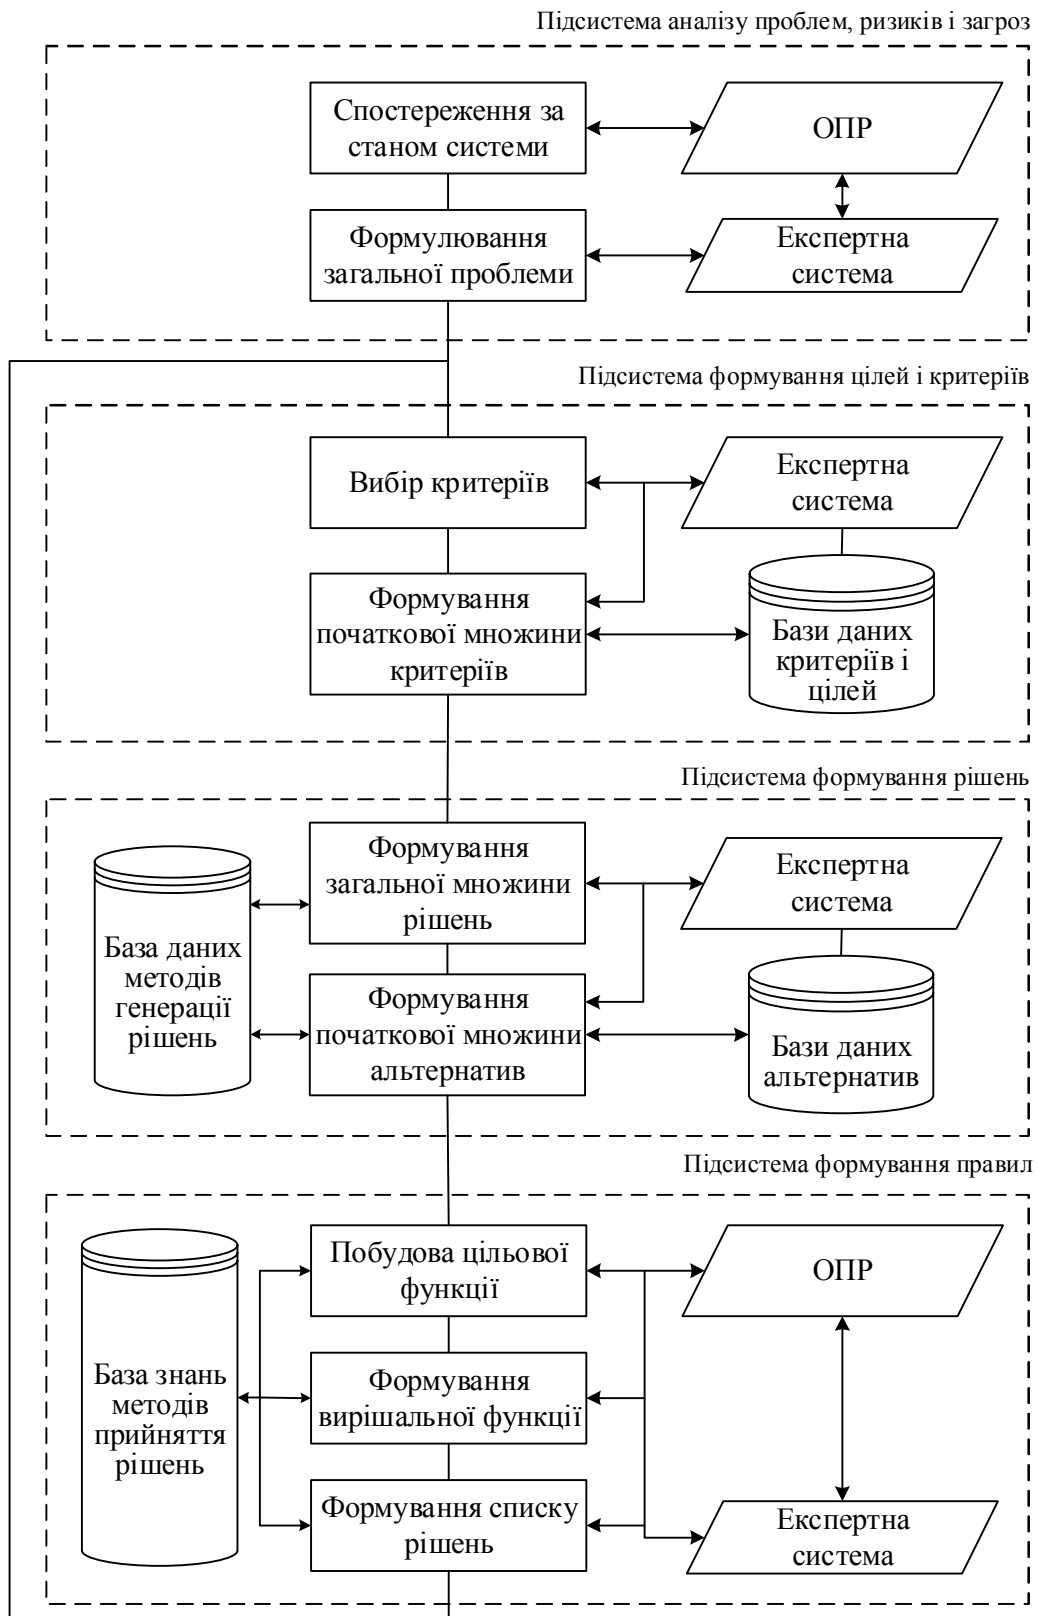 Підсистема аналізу проблем, ризиків і загроз
Спостереження за
станом системи
ОПР
Формулювання
загальної проблеми
Експертна
система
Підсистема формування цілей і критеріїв
Вибір критеріїв
Експертна
система
Формування
початкової множини
критеріїв
Бази даних
критеріїв і
цілей
Підсистема формування рішень
Формування
загальної множини
рішень
Експертна
система
База даних
методів
генерації
рішень
Формування
початкової множини
альтернатив
Бази даних
альтернатив
Підсистема формування правил
Побудова цільової
функції
ОПР
База знань
методів
прийняття
рішень
Формування
вирішальної функції
Формування списку
рішень
Експертна
система